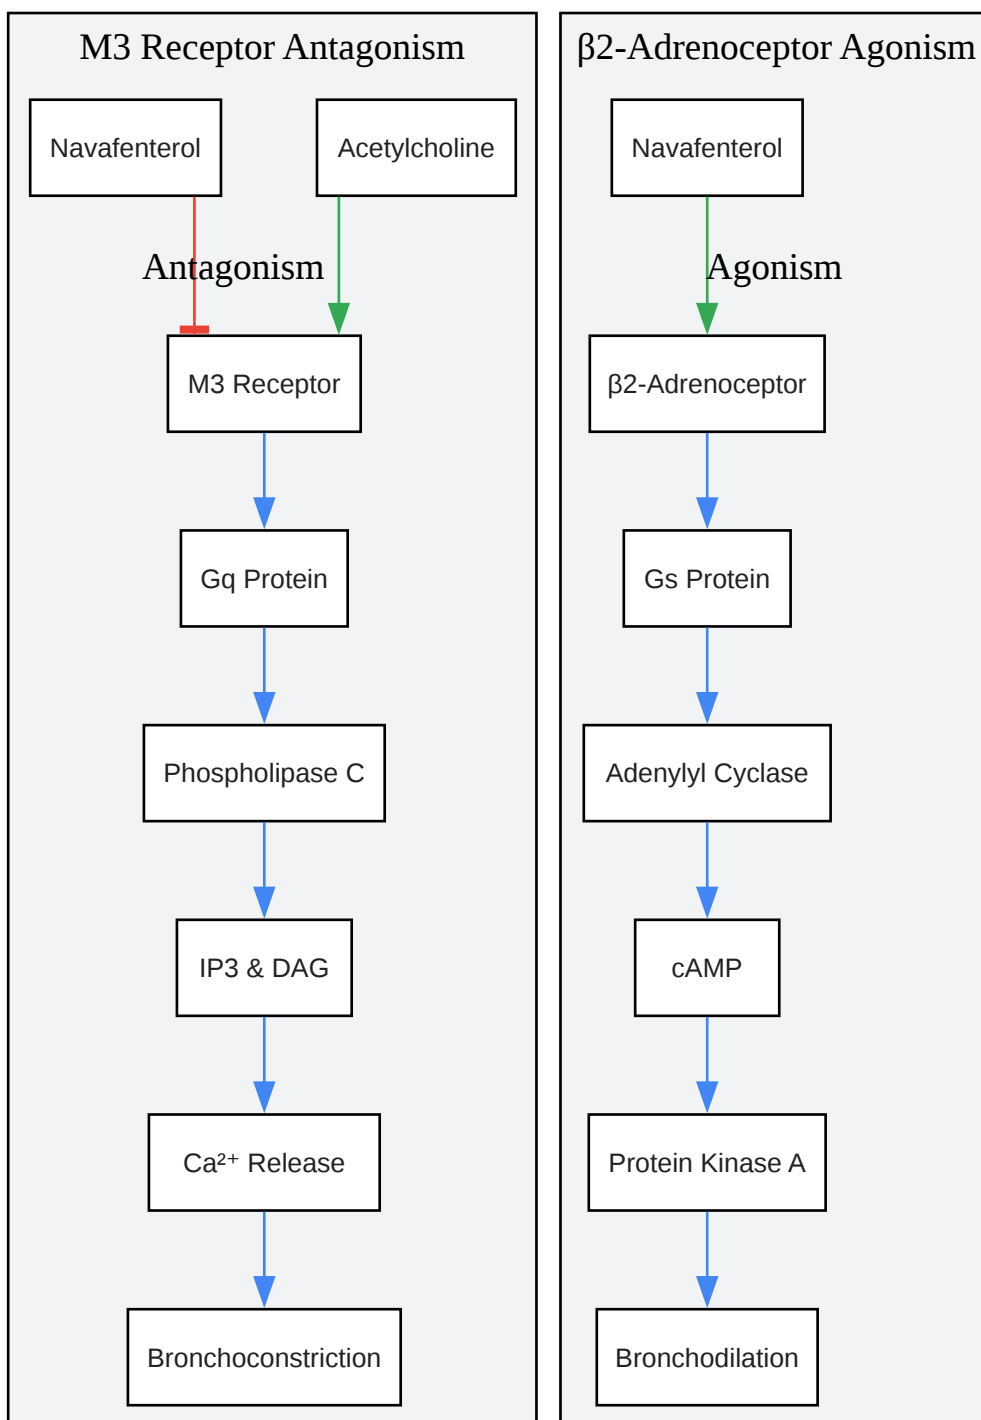 M3 Receptor Antagonism
Navafenterol
Acetylcholine
Antagonism
M3 Receptor
Gq Protein
Phospholipase C
IP3 & DAG
Ca²⁺ Release
Bronchoconstriction
β2-Adrenoceptor Agonism
Navafenterol
Agonism
β2-Adrenoceptor
Gs Protein
Adenylyl Cyclase
cAMP
Protein Kinase A
Bronchodilation